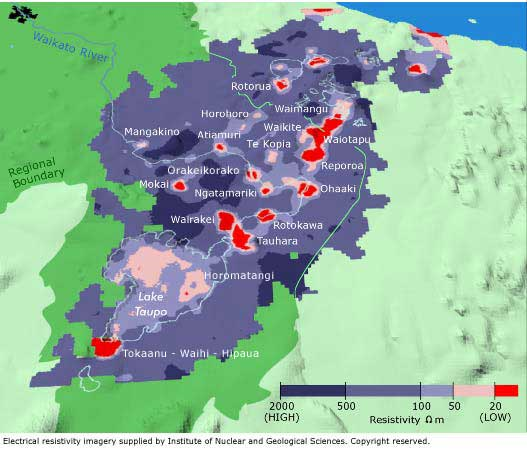 Waikato River
Rotorua
Horohoro
Waimangu
Mangakino
Atiamuri
Waikite
Te Kopia
Waiotapu
Regional
Boundary
Orakeikorako
Reporoa
Mokai
Ngatamariki
Ohaaki
Wairakei
Rotokawa
Tauhara
Horomatangi
Lake
Taupo
Tokaanu - Waihi - Hipaua
2000
500
100
50
20
(HIGH)
Resistivity Ω m
(LOW)
Electrical resistivity imagery supplied by Institute of Nuclear and Geological Sciences. Copyright reserved.